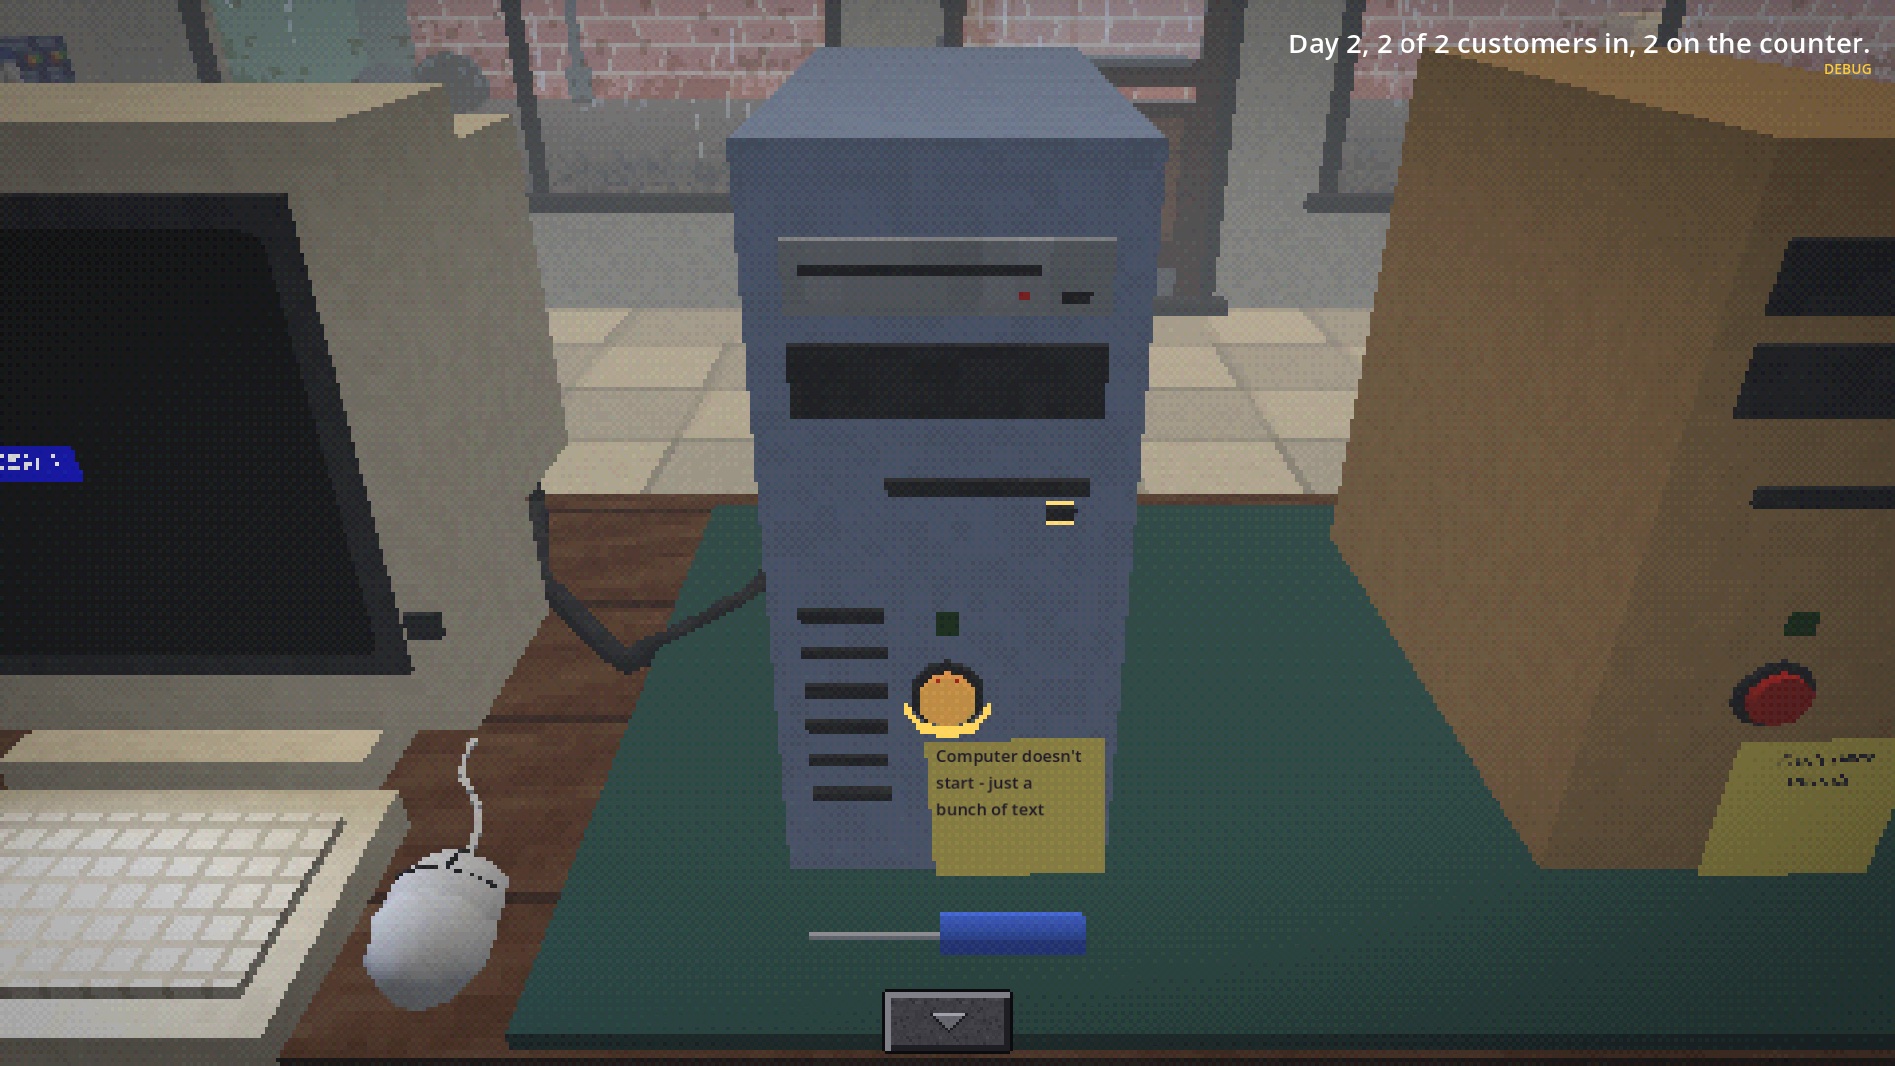 Day 2, 2 of 2 customers in, 2 on the counter.
DEBUG
Computer doesn't
start - just a
bunch of text